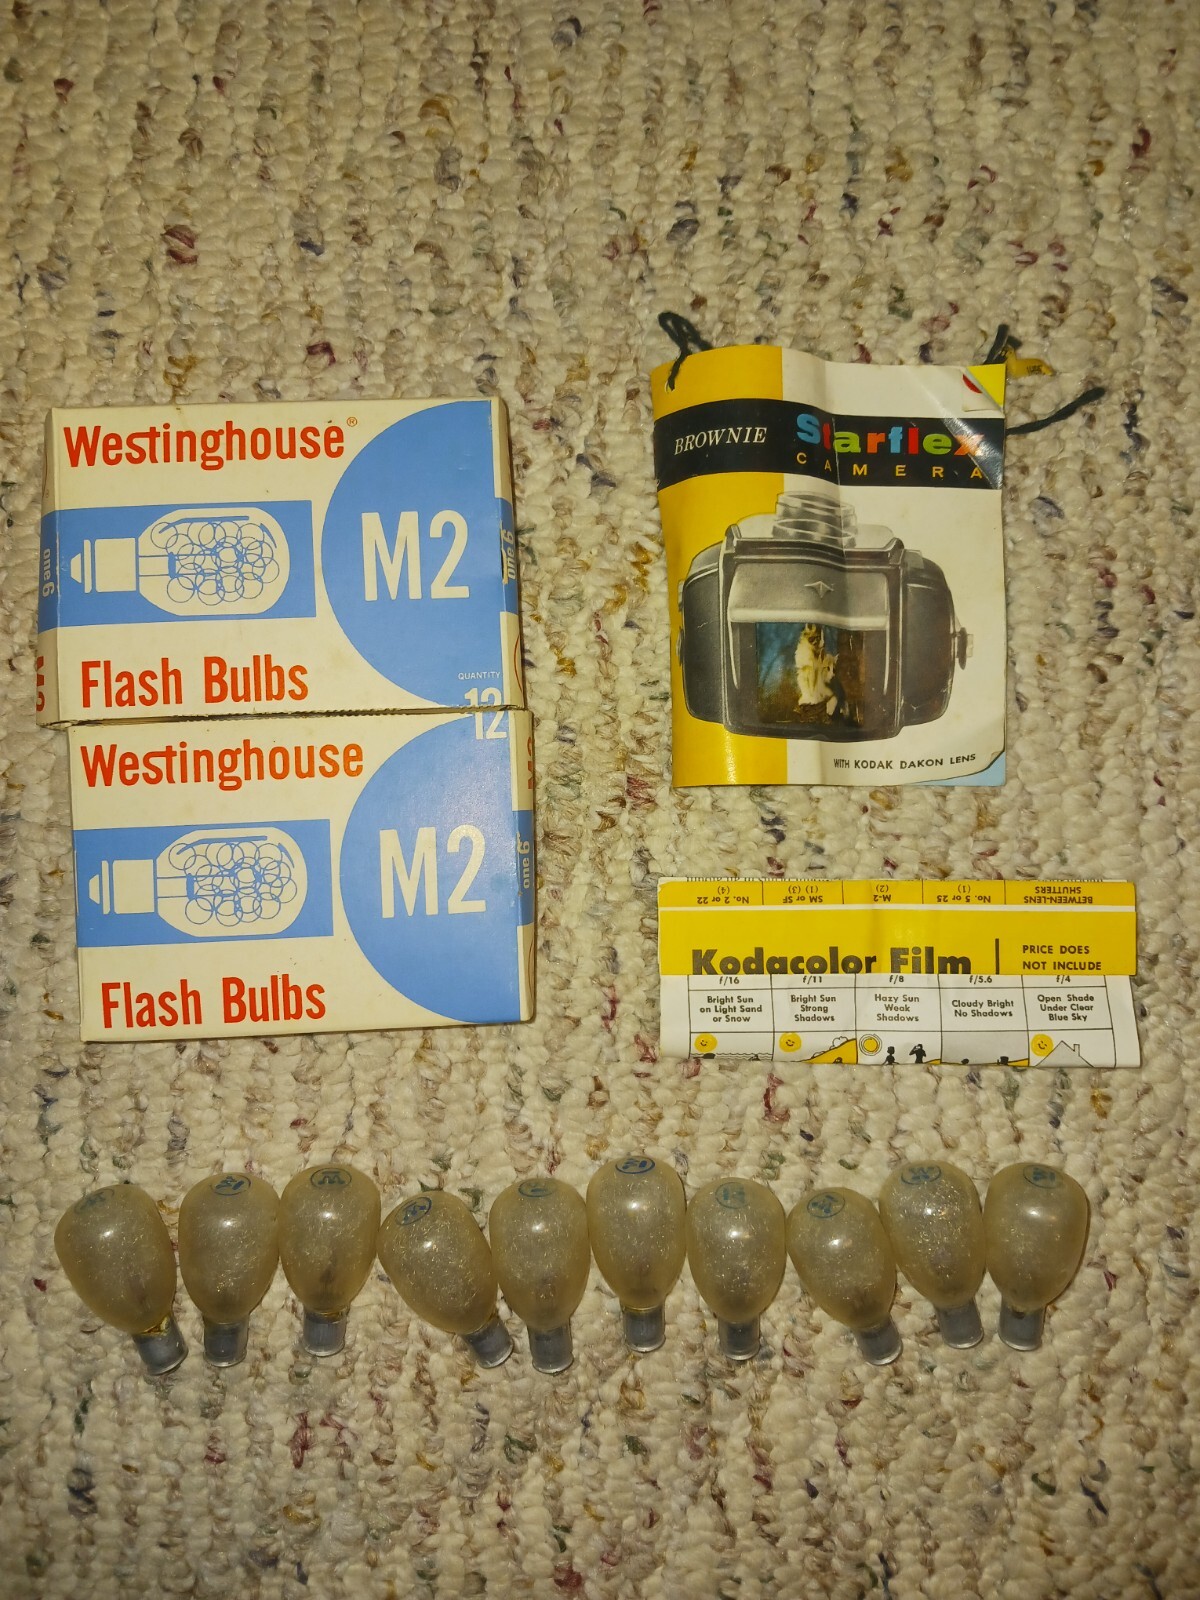 Westinghouse®
one 6
M2
one 6
Flash Bulbs
M2
QUANTITY
12
Westinghouse
M2
M2
one 6
Flash Bulbs
BROWNIE
Starflex
CAMERA
WITH KODAK DAKON LENS
BETWEEN-LENS
SHUTTERS
No. 5 or 25
(1)
M-2
(2)
SM or SF
(1) (3)
No. 2 or 22
(4)
Kodacolor Film
PRICE DOES
NOT INCLUDE
f/16
f/11
f/8
f/5.6
f/4
Bright Sun
on Light Sand
or Snow
Bright Sun
Strong
Shadows
Hazy Sun
Weak
Shadows
Cloudy Bright
No Shadows
Open Shade
Under Clear
Blue Sky